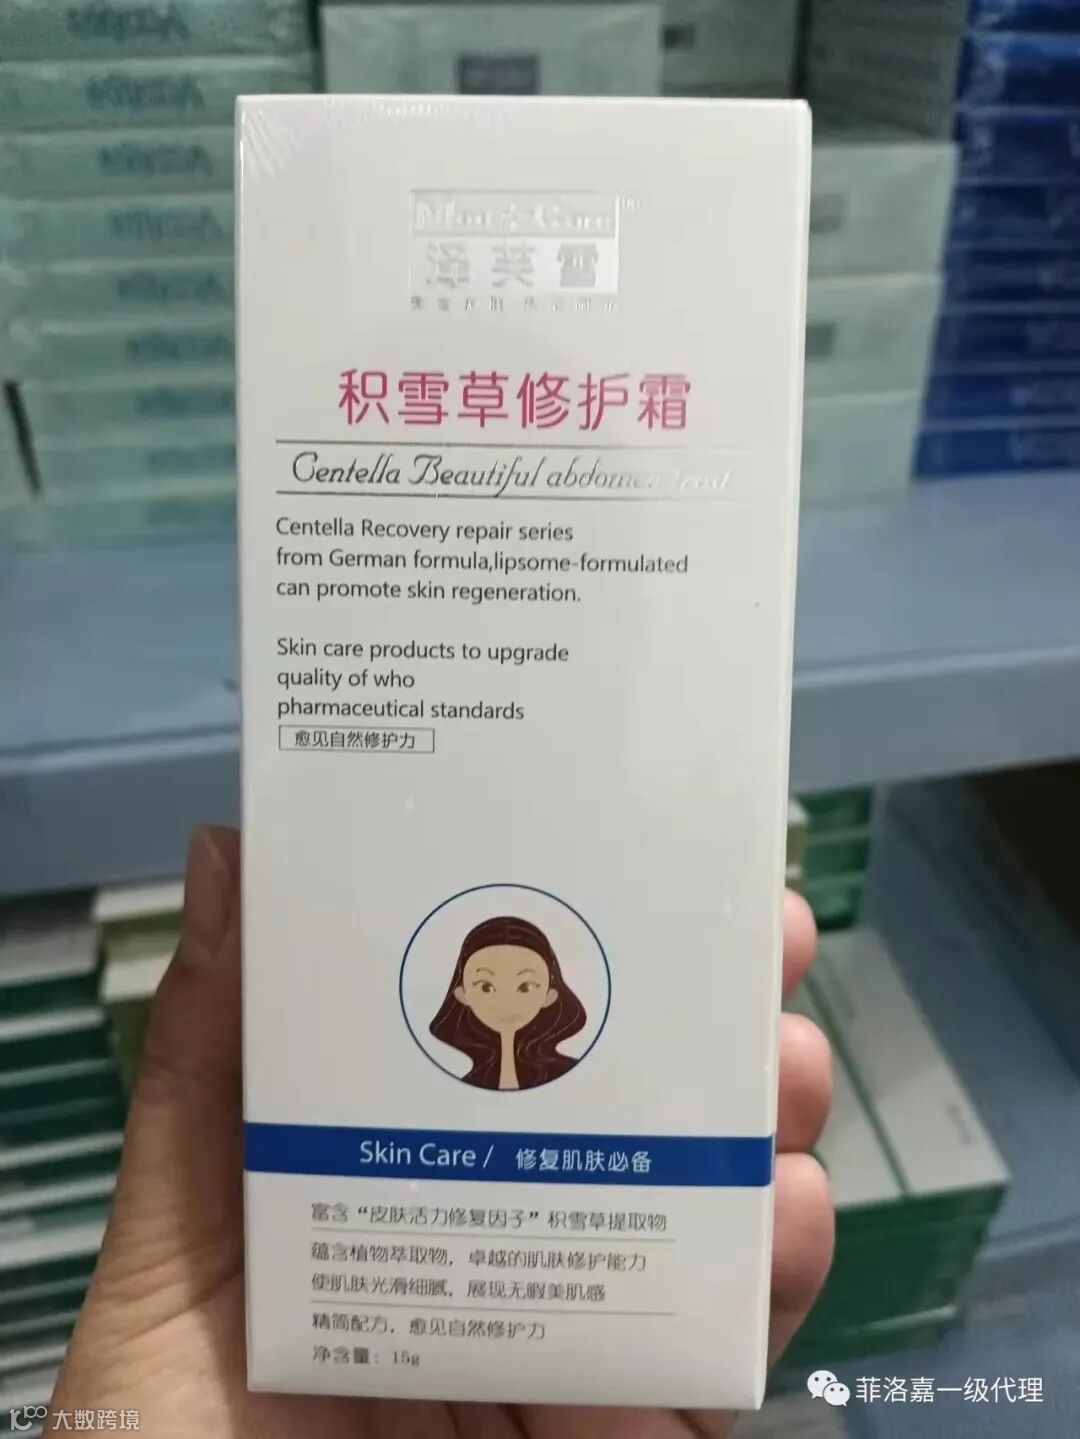 积雪草修护霜
Centella Beautiful abdomen
Centella Recovery repair series
from German formula,lipsome-formulated
can promote skin regeneration.
Skin care products to upgrade
quality of who
pharmaceutical standards
愈见自然修护力
Skin Care / 修复肌肤必备
富含“皮肤活力修复因子”积雪草提取物
蕴含植物萃取物，卓越的肌肤修护能力
使肌肤光滑细腻，展现无暇美肌感
精简配方，愈见自然修护力
净含量：15g
菲洛嘉一级代理
大数跨境